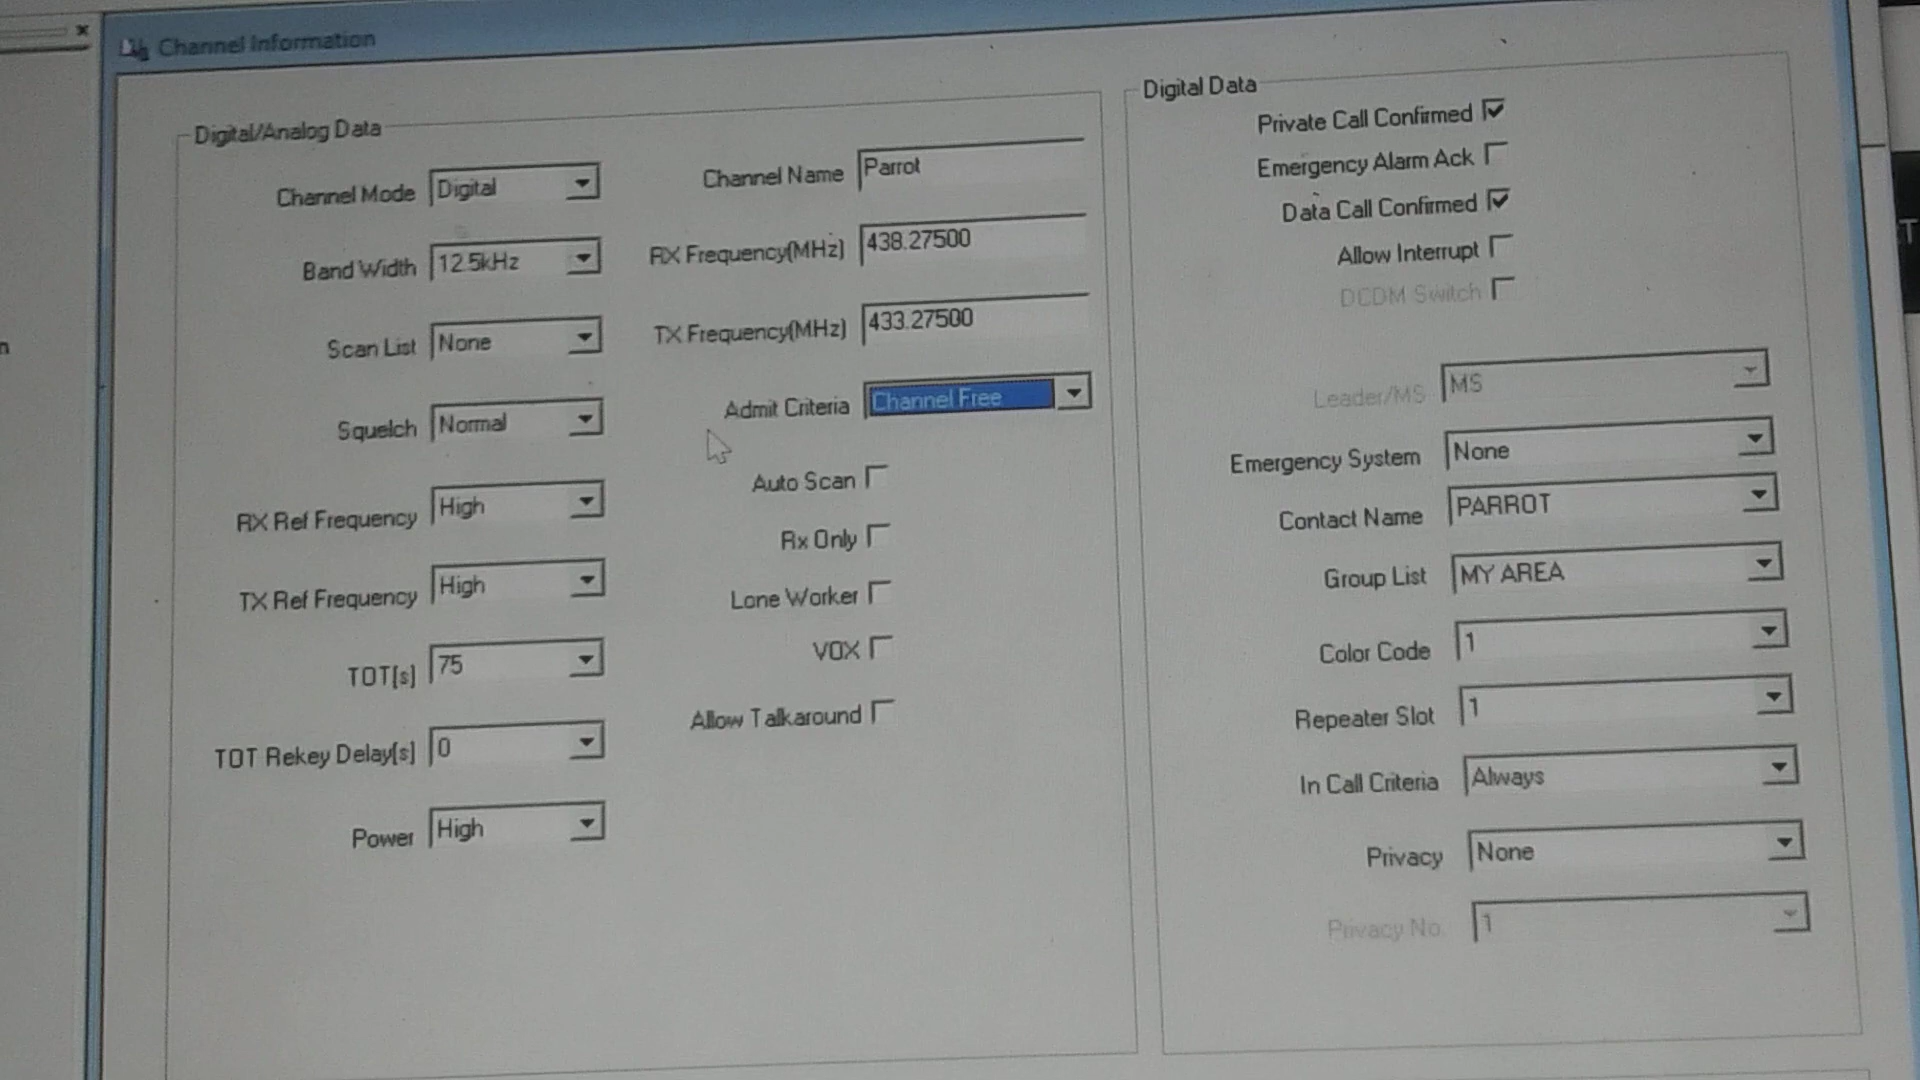 Channel Information
Digital/Analog Data
Channel Mode Digital
Band Width 12.5kHz
Scan List None
Squelch Normal
RX Ref Frequency High
TX Ref Frequency High
TOT[s] 75
TOT Rekey Delay[s] 0
Power High
Channel Name Parrot
RX Frequency(MHz) 438.27500
TX Frequency(MHz) 433.27500
Admit Criteria Channel Free
Auto Scan
Rx Only
Lone Worker
VOX
Allow Talkaround
Digital Data
Private Call Confirmed
Emergency Alarm Ack
Data Call Confirmed
Allow Interrupt
DCDM Switch
Leader/MS MS
Emergency System None
Contact Name PARROT
Group List MY AREA
Color Code 1
Repeater Slot 1
In Call Criteria Always
Privacy None
Privacy No. 1